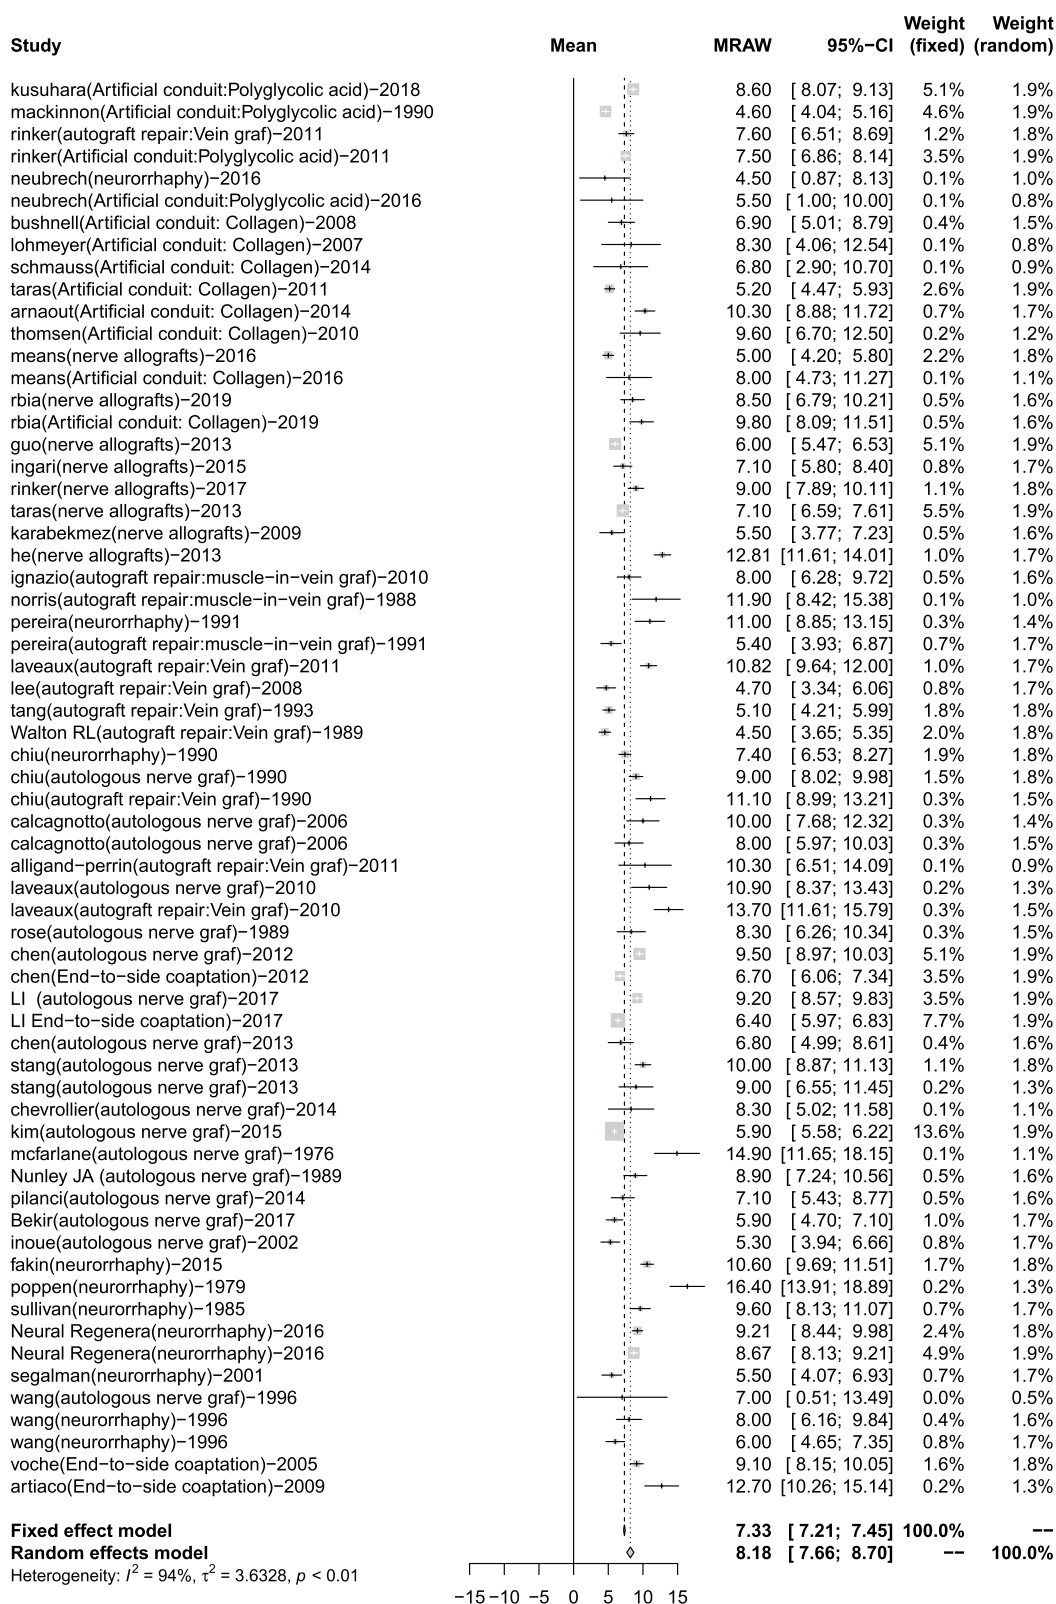 Weight Weight
Study Mean MRAW 95%−CI (fixed) (random)
kusuhara(Artificial conduit:Polyglycolic acid)−2018 8.60 [ 8.07; 9.13] 5.1% 1.9%
mackinnon(Artificial conduit:Polyglycolic acid)−1990 4.60 [ 4.04; 5.16] 4.6% 1.9%
rinker(autograft repair:Vein graf)−2011 7.60 [ 6.51; 8.69] 1.2% 1.8%
rinker(Artificial conduit:Polyglycolic acid)−2011 7.50 [ 6.86; 8.14] 3.5% 1.9%
neubrech(neurorrhaphy)−2016 4.50 [ 0.87; 8.13] 0.1% 1.0%
neubrech(Artificial conduit:Polyglycolic acid)−2016 5.50 [ 1.00; 10.00] 0.1% 0.8%
bushnell(Artificial conduit: Collagen)−2008 6.90 [ 5.01; 8.79] 0.4% 1.5%
lohmeyer(Artificial conduit: Collagen)−2007 8.30 [ 4.06; 12.54] 0.1% 0.8%
schmauss(Artificial conduit: Collagen)−2014 6.80 [ 2.90; 10.70] 0.1% 0.9%
taras(Artificial conduit: Collagen)−2011 5.20 [ 4.47; 5.93] 2.6% 1.9%
arnaout(Artificial conduit: Collagen)−2014 10.30 [ 8.88; 11.72] 0.7% 1.7%
thomsen(Artificial conduit: Collagen)−2010 9.60 [ 6.70; 12.50] 0.2% 1.2%
means(nerve allografts)−2016 5.00 [ 4.20; 5.80] 2.2% 1.8%
means(Artificial conduit: Collagen)−2016 8.00 [ 4.73; 11.27] 0.1% 1.1%
rbia(nerve allografts)−2019 8.50 [ 6.79; 10.21] 0.5% 1.6%
rbia(Artificial conduit: Collagen)−2019 9.80 [ 8.09; 11.51] 0.5% 1.6%
guo(nerve allografts)−2013 6.00 [ 5.47; 6.53] 5.1% 1.9%
ingari(nerve allografts)−2015 7.10 [ 5.80; 8.40] 0.8% 1.7%
rinker(nerve allografts)−2017 9.00 [ 7.89; 10.11] 1.1% 1.8%
taras(nerve allografts)−2013 7.10 [ 6.59; 7.61] 5.5% 1.9%
karabekmez(nerve allografts)−2009 5.50 [ 3.77; 7.23] 0.5% 1.6%
he(nerve allografts)−2013 12.81 [11.61; 14.01] 1.0% 1.7%
ignazio(autograft repair:muscle−in−vein graf)−2010 8.00 [ 6.28; 9.72] 0.5% 1.6%
norris(autograft repair:muscle−in−vein graf)−1988 11.90 [ 8.42; 15.38] 0.1% 1.0%
pereira(neurorrhaphy)−1991 11.00 [ 8.85; 13.15] 0.3% 1.4%
pereira(autograft repair:muscle−in−vein graf)−1991 5.40 [ 3.93; 6.87] 0.7% 1.7%
laveaux(autograft repair:Vein graf)−2011 10.82 [ 9.64; 12.00] 1.0% 1.7%
lee(autograft repair:Vein graf)−2008 4.70 [ 3.34; 6.06] 0.8% 1.7%
tang(autograft repair:Vein graf)−1993 5.10 [ 4.21; 5.99] 1.8% 1.8%
Walton RL(autograft repair:Vein graf)−1989 4.50 [ 3.65; 5.35] 2.0% 1.8%
chiu(neurorrhaphy)−1990 7.40 [ 6.53; 8.27] 1.9% 1.8%
chiu(autologous nerve graf)−1990 9.00 [ 8.02; 9.98] 1.5% 1.8%
chiu(autograft repair:Vein graf)−1990 11.10 [ 8.99; 13.21] 0.3% 1.5%
calcagnotto(autologous nerve graf)−2006 10.00 [ 7.68; 12.32] 0.3% 1.4%
calcagnotto(autologous nerve graf)−2006 8.00 [ 5.97; 10.03] 0.3% 1.5%
alligand−perrin(autograft repair:Vein graf)−2011 10.30 [ 6.51; 14.09] 0.1% 0.9%
laveaux(autologous nerve graf)−2010 10.90 [ 8.37; 13.43] 0.2% 1.3%
laveaux(autograft repair:Vein graf)−2010 13.70 [11.61; 15.79] 0.3% 1.5%
rose(autologous nerve graf)−1989 8.30 [ 6.26; 10.34] 0.3% 1.5%
chen(autologous nerve graf)−2012 9.50 [ 8.97; 10.03] 5.1% 1.9%
chen(End−to−side coaptation)−2012 6.70 [ 6.06; 7.34] 3.5% 1.9%
LI (autologous nerve graf)−2017 9.20 [ 8.57; 9.83] 3.5% 1.9%
LI End−to−side coaptation)−2017 6.40 [ 5.97; 6.83] 7.7% 1.9%
chen(autologous nerve graf)−2013 6.80 [ 4.99; 8.61] 0.4% 1.6%
stang(autologous nerve graf)−2013 10.00 [ 8.87; 11.13] 1.1% 1.8%
stang(autologous nerve graf)−2013 9.00 [ 6.55; 11.45] 0.2% 1.3%
chevrollier(autologous nerve graf)−2014 8.30 [ 5.02; 11.58] 0.1% 1.1%
kim(autologous nerve graf)−2015 5.90 [ 5.58; 6.22] 13.6% 1.9%
mcfarlane(autologous nerve graf)−1976 14.90 [11.65; 18.15] 0.1% 1.1%
Nunley JA (autologous nerve graf)−1989 8.90 [ 7.24; 10.56] 0.5% 1.6%
pilanci(autologous nerve graf)−2014 7.10 [ 5.43; 8.77] 0.5% 1.6%
Bekir(autologous nerve graf)−2017 5.90 [ 4.70; 7.10] 1.0% 1.7%
inoue(autologous nerve graf)−2002 5.30 [ 3.94; 6.66] 0.8% 1.7%
fakin(neurorrhaphy)−2015 10.60 [ 9.69; 11.51] 1.7% 1.8%
poppen(neurorrhaphy)−1979 16.40 [13.91; 18.89] 0.2% 1.3%
sullivan(neurorrhaphy)−1985 9.60 [ 8.13; 11.07] 0.7% 1.7%
Neural Regenera(neurorrhaphy)−2016 9.21 [ 8.44; 9.98] 2.4% 1.8%
Neural Regenera(neurorrhaphy)−2016 8.67 [ 8.13; 9.21] 4.9% 1.9%
segalman(neurorrhaphy)−2001 5.50 [ 4.07; 6.93] 0.7% 1.7%
wang(autologous nerve graf)−1996 7.00 [ 0.51; 13.49] 0.0% 0.5%
wang(neurorrhaphy)−1996 8.00 [ 6.16; 9.84] 0.4% 1.6%
wang(neurorrhaphy)−1996 6.00 [ 4.65; 7.35] 0.8% 1.7%
voche(End−to−side coaptation)−2005 9.10 [ 8.15; 10.05] 1.6% 1.8%
artiaco(End−to−side coaptation)−2009 12.70 [10.26; 15.14] 0.2% 1.3%
Fixed effect model 7.33 [ 7.21; 7.45] 100.0% −−
Random effects model 8.18 [ 7.66; 8.70] −− 100.0%
Heterogeneity: I² = 94%, τ² = 3.6328, p < 0.01
−15 −10 −5 0 5 10 15